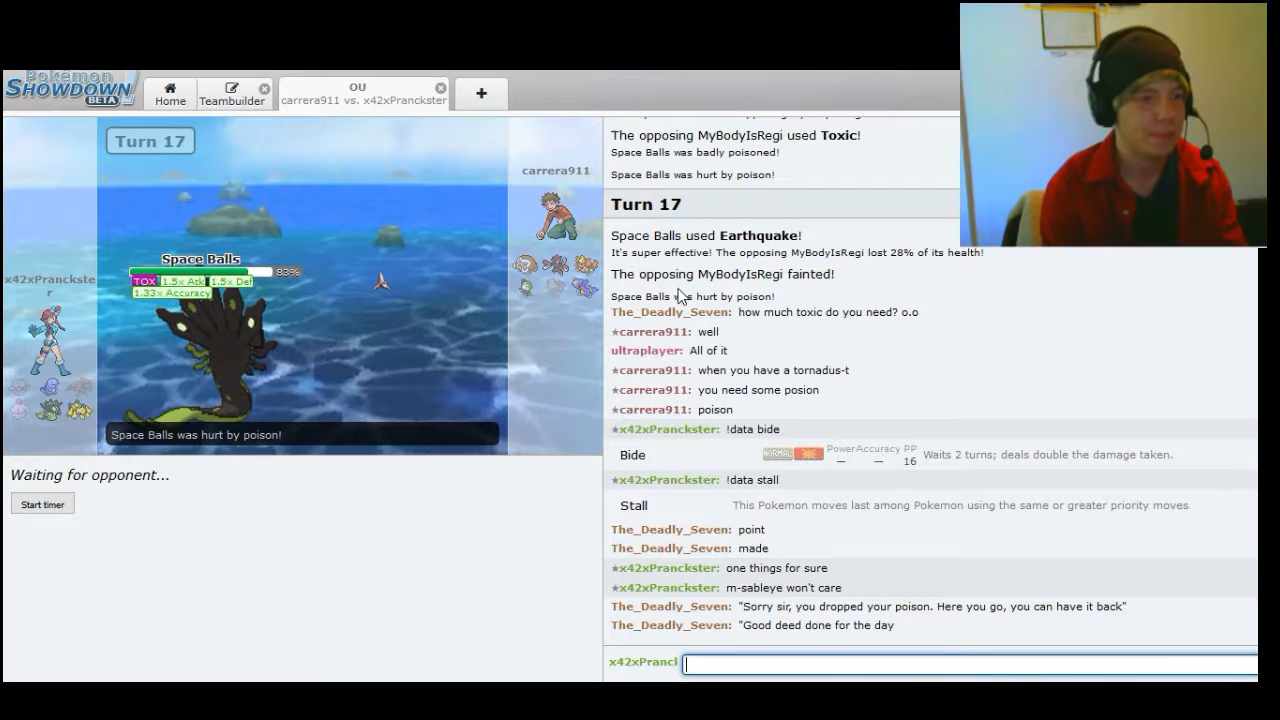 Pokémon
SHOWDOWN
BETA
Home
Teambuilder
OU
carrera911 vs. x42xPranckster
+
Turn 17
carrera911
x42xPranckste
r
Space Balls
83%
TOX 1.5× Atk 1.5× Def
1.33× Accuracy
Space Balls was hurt by poison!
Waiting for opponent...
Start timer
The opposing MyBodyIsRegi used Toxic!
Space Balls was badly poisoned!
Space Balls was hurt by poison!
Turn 17
Space Balls used Earthquake!
It's super effective! The opposing MyBodyIsRegi lost 28% of its health!
The opposing MyBodyIsRegi fainted!
Space Balls was hurt by poison!
The_Deadly_Seven: how much toxic do you need? o.o
★carrera911: well
ultraplayer: All of it
★carrera911: when you have a tornadus-t
★carrera911: you need some posion
★carrera911: poison
★x42xPranckster: !data bide
Bide NORMAL Power — Accuracy — PP 16 Waits 2 turns; deals double the damage taken.
★x42xPranckster: !data stall
Stall This Pokemon moves last among Pokemon using the same or greater priority moves.
The_Deadly_Seven: point
The_Deadly_Seven: made
★x42xPranckster: one things for sure
★x42xPranckster: m-sableye won't care
The_Deadly_Seven: "Sorry sir, you dropped your poison. Here you go, you can have it back"
The_Deadly_Seven: "Good deed done for the day
x42xPranck